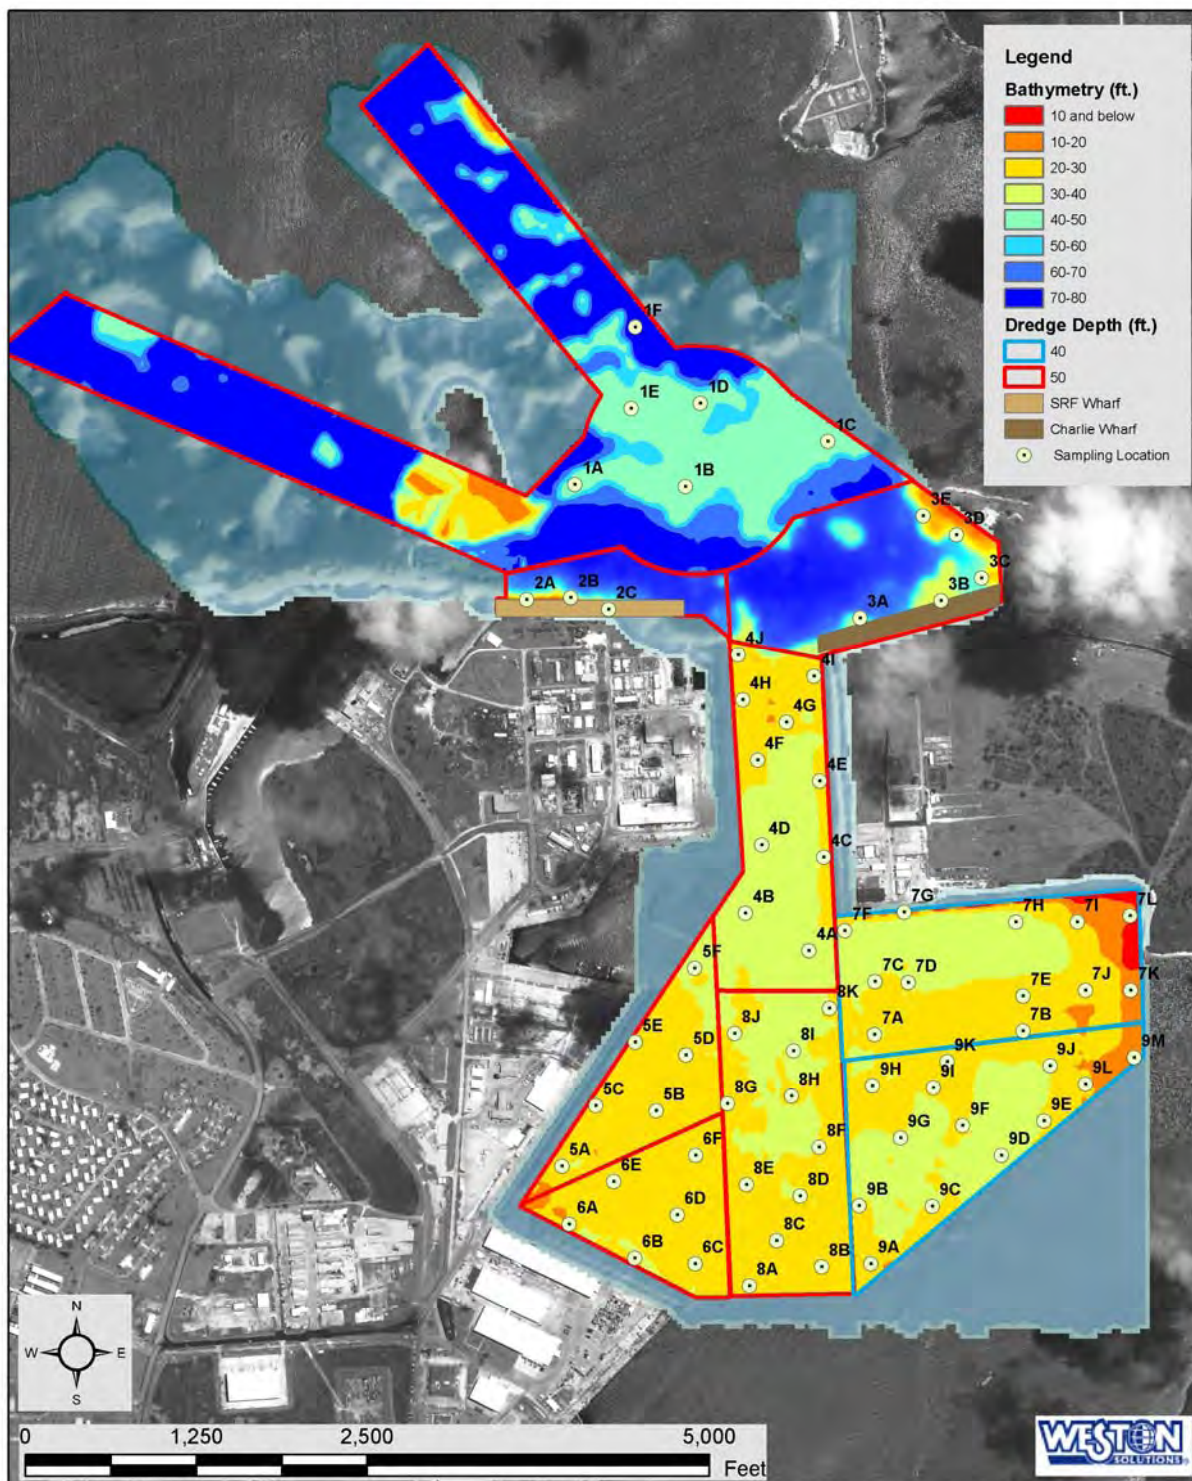 Legend
Bathymetry (ft.)
10 and below
10-20
20-30
30-40
40-50
50-60
60-70
70-80
Dredge Depth (ft.)
40
50
SRF Wharf
Charlie Wharf
Sampling Location
1F
1E
1D
1C
1A
1B
3E
3D
3C
3B
3A
2A
2B
2C
4J
4I
4H
4G
4F
4E
4D
4C
4B
4A
7F
7G
7H
7I
7L
5F
7C
7D
7E
7J
7K
8K
5E
8J
7A
7B
5D
8I
9K
9J
9M
5C
5B
8G
8H
9H
9I
9L
9G
9F
9E
5A
6F
8F
9D
6E
8E
8D
9B
9C
6A
6D
8C
6B
6C
8B
9A
8A
N
W E
S
0 1,250 2,500 5,000
Feet
WESTON
SOLUTIONS